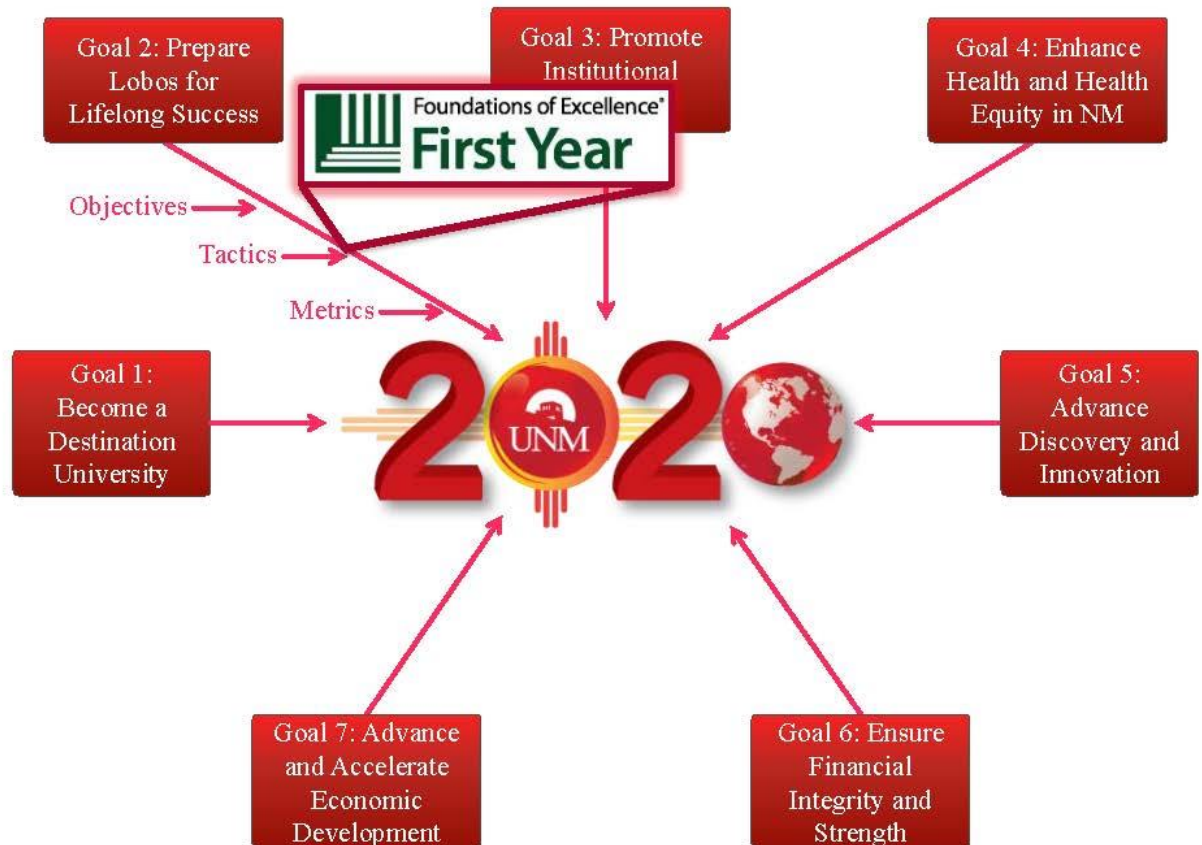 Goal 2: Prepare
Lobos for
Lifelong Success
Goal 3: Promote
Institutional
Goal 4: Enhance
Health and Health
Equity in NM
Foundations of Excellence®
First Year
Objectives
Tactics
Metrics
Goal 1:
Become a
Destination
University
2020
UNM
Goal 5:
Advance
Discovery and
Innovation
Goal 7: Advance
and Accelerate
Economic
Development
Goal 6: Ensure
Financial
Integrity and
Strength